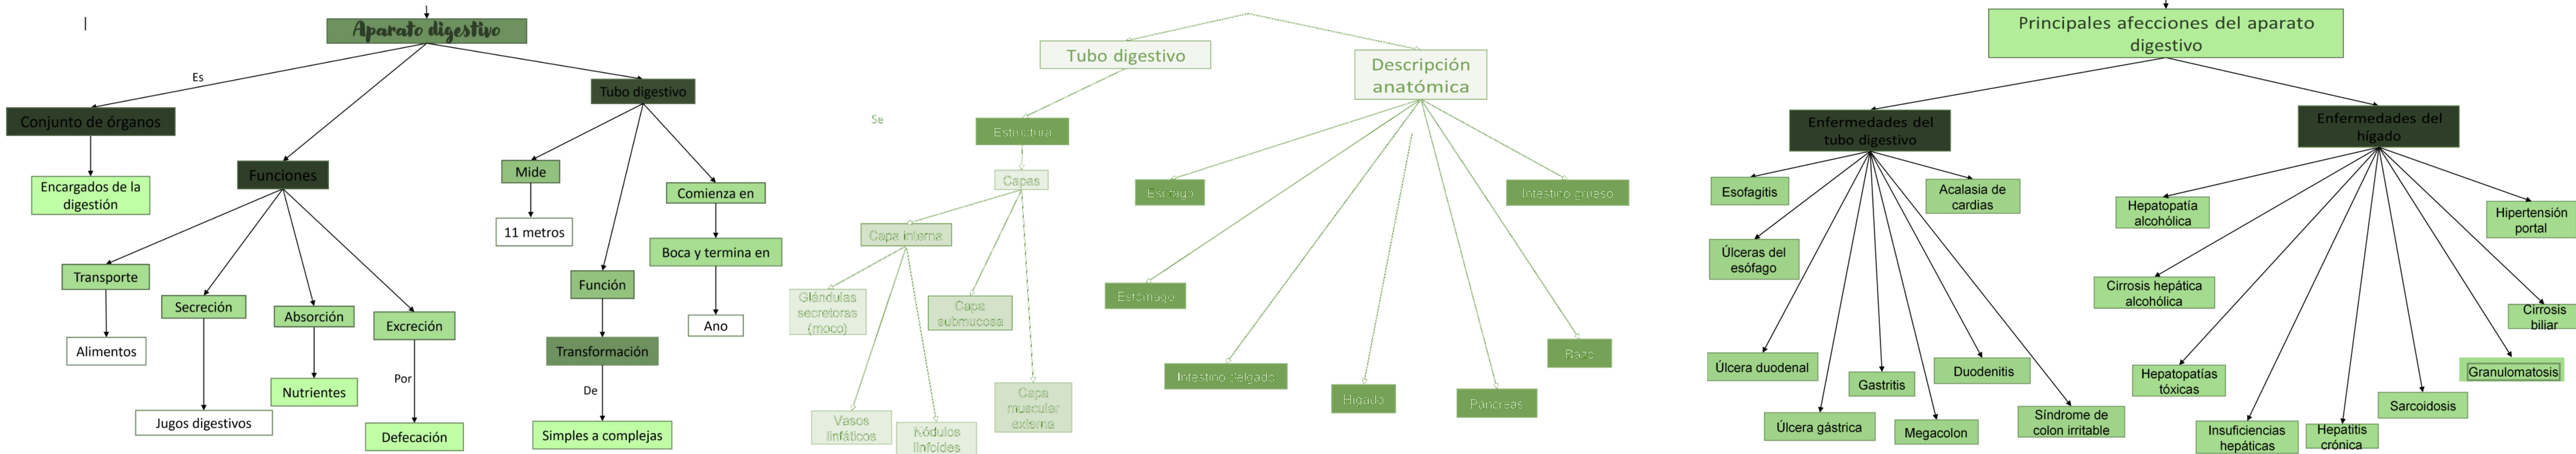 Aparato digestivo
Es
Conjunto de órganos
Encargados de la
digestión
Funciones
Transporte
Alimentos
Secreción
Jugos digestivos
Absorción
Nutrientes
Excreción
Por
Defecación
Tubo digestivo
Mide
11 metros
Función
Transformación
De
Simples a complejas
Comienza en
Boca y termina en
Ano
Se
Tubo digestivo
Estructura
Capas
Capa interna
Glándulas
secretoras
(moco)
Vasos
linfáticos
Nódulos
linfoides
Capa
submucosa
Capa
muscular
externa
Descripción
anatómica
Esófago
Estómago
Intestino delgado
Hígado
Páncreas
Bazo
Intestino grueso
Principales afecciones del aparato
digestivo
Enfermedades del
tubo digestivo
Esofagitis
Úlceras del
esófago
Úlcera duodenal
Úlcera gástrica
Gastritis
Megacolon
Duodenitis
Síndrome de
colon irritable
Acalasia de
cardias
Enfermedades del
hígado
Hepatopatía
alcohólica
Cirrosis hepática
alcohólica
Hepatopatías
tóxicas
Insuficiencias
hepáticas
Hepatitis
crónica
Sarcoidosis
Granulomatosis
Cirrosis
biliar
Hipertensión
portal